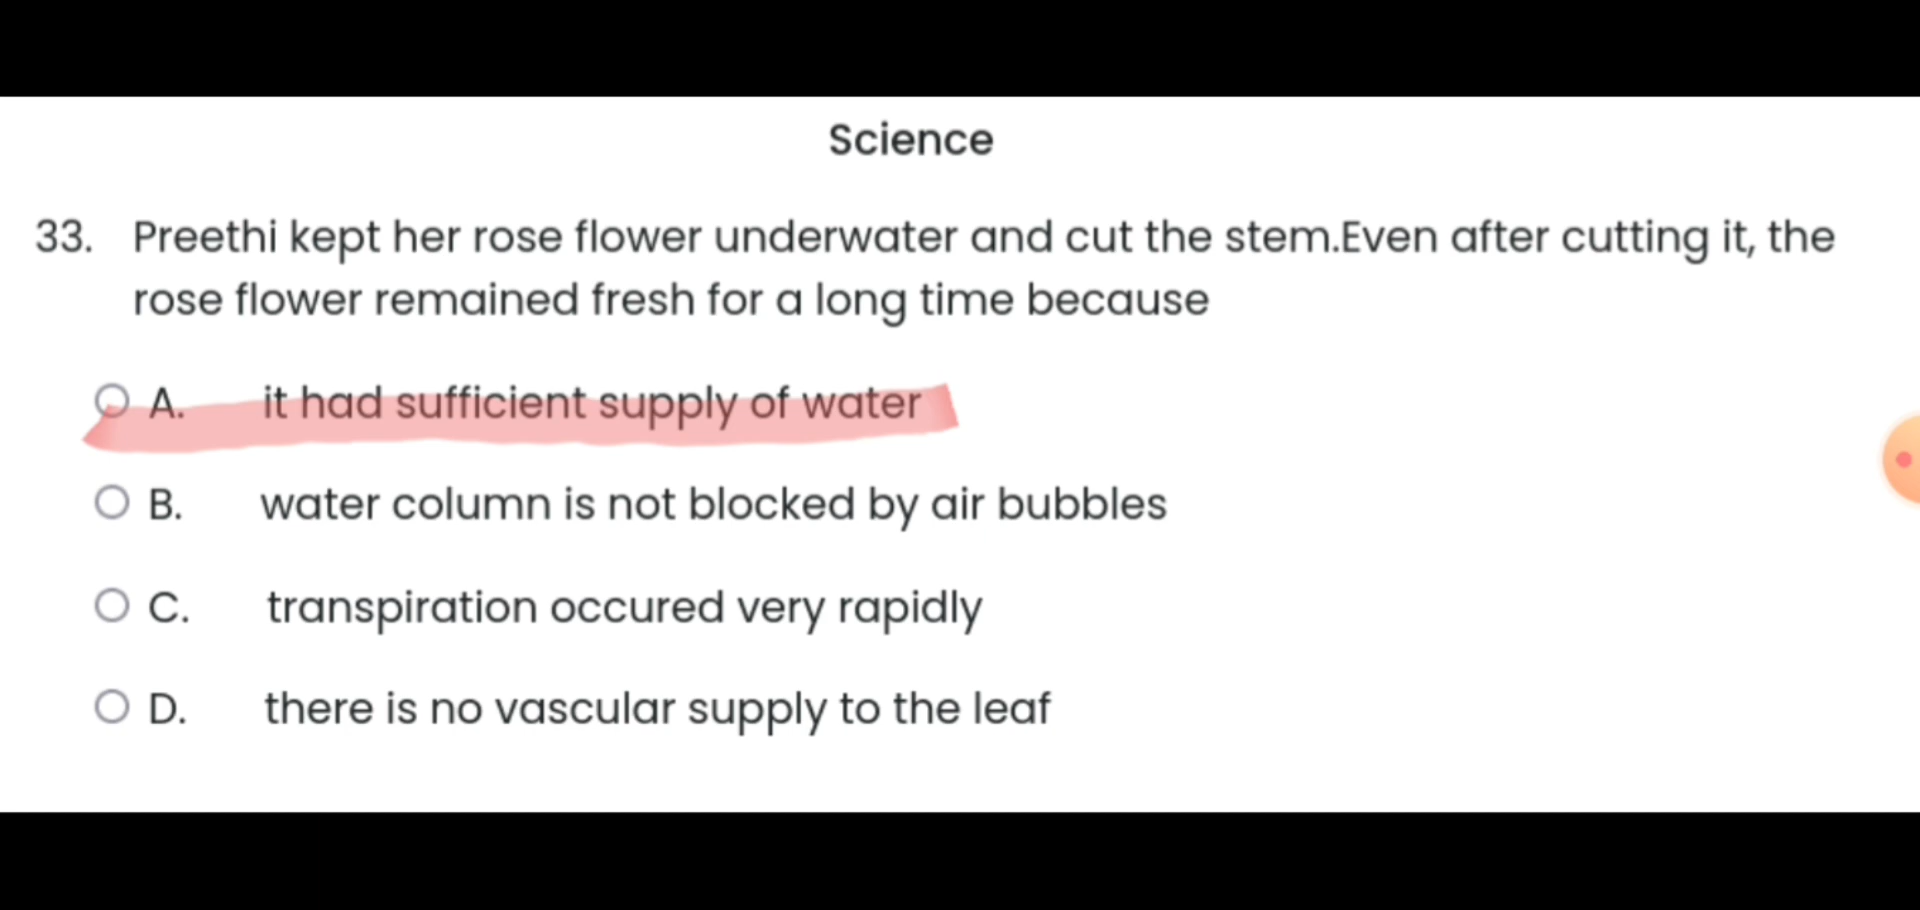 Science
33. Preethi kept her rose flower underwater and cut the stem.Even after cutting it, the
rose flower remained fresh for a long time because
A. it had sufficient supply of water
B. water column is not blocked by air bubbles
C. transpiration occured very rapidly
D. there is no vascular supply to the leaf